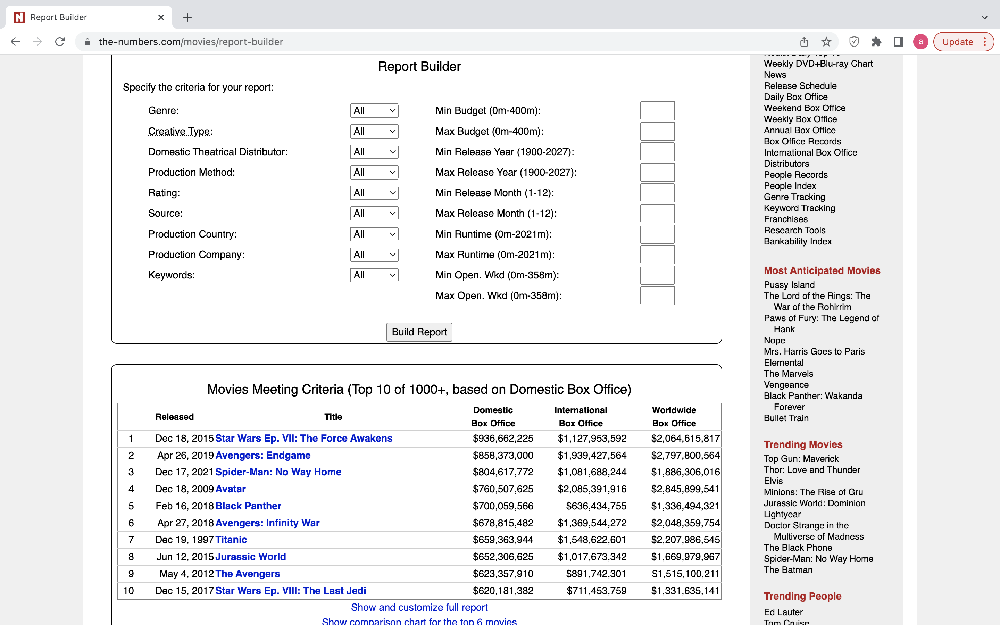 Report Builder
the-numbers.com/movies/report-builder
a
Update
Report Builder
Specify the criteria for your report:
Genre: All Min Budget (0m-400m):
Creative Type: All Max Budget (0m-400m):
Domestic Theatrical Distributor: All Min Release Year (1900-2027):
Production Method: All Max Release Year (1900-2027):
Rating: All Min Release Month (1-12):
Source: All Max Release Month (1-12):
Production Country: All Min Runtime (0m-2021m):
Production Company: All Max Runtime (0m-2021m):
Keywords: All Min Open. Wkd (0m-358m):
Max Open. Wkd (0m-358m):
Build Report
Movies Meeting Criteria (Top 10 of 1000+, based on Domestic Box Office)
Released Title Domestic Box Office International Box Office Worldwide Box Office
1 Dec 18, 2015 Star Wars Ep. VII: The Force Awakens $936,662,225 $1,127,953,592 $2,064,615,817
2 Apr 26, 2019 Avengers: Endgame $858,373,000 $1,939,427,564 $2,797,800,564
3 Dec 17, 2021 Spider-Man: No Way Home $804,617,772 $1,081,688,244 $1,886,306,016
4 Dec 18, 2009 Avatar $760,507,625 $2,085,391,916 $2,845,899,541
5 Feb 16, 2018 Black Panther $700,059,566 $636,434,755 $1,336,494,321
6 Apr 27, 2018 Avengers: Infinity War $678,815,482 $1,369,544,272 $2,048,359,754
7 Dec 19, 1997 Titanic $659,363,944 $1,548,622,601 $2,207,986,545
8 Jun 12, 2015 Jurassic World $652,306,625 $1,017,673,342 $1,669,979,967
9 May 4, 2012 The Avengers $623,357,910 $891,742,301 $1,515,100,211
10 Dec 15, 2017 Star Wars Ep. VIII: The Last Jedi $620,181,382 $711,453,759 $1,331,635,141
Show and customize full report
Show comparison chart for the top 6 movies
Netflix Daily Top 10
Weekly DVD+Blu-ray Chart
News
Release Schedule
Daily Box Office
Weekend Box Office
Weekly Box Office
Annual Box Office
Box Office Records
International Box Office
Distributors
People Records
People Index
Genre Tracking
Keyword Tracking
Franchises
Research Tools
Bankability Index
Most Anticipated Movies
Pussy Island
The Lord of the Rings: The
War of the Rohirrim
Paws of Fury: The Legend of
Hank
Nope
Mrs. Harris Goes to Paris
Elemental
The Marvels
Vengeance
Black Panther: Wakanda
Forever
Bullet Train
Trending Movies
Top Gun: Maverick
Thor: Love and Thunder
Elvis
Minions: The Rise of Gru
Jurassic World: Dominion
Lightyear
Doctor Strange in the
Multiverse of Madness
The Black Phone
Spider-Man: No Way Home
The Batman
Trending People
Ed Lauter
Tom Cruise